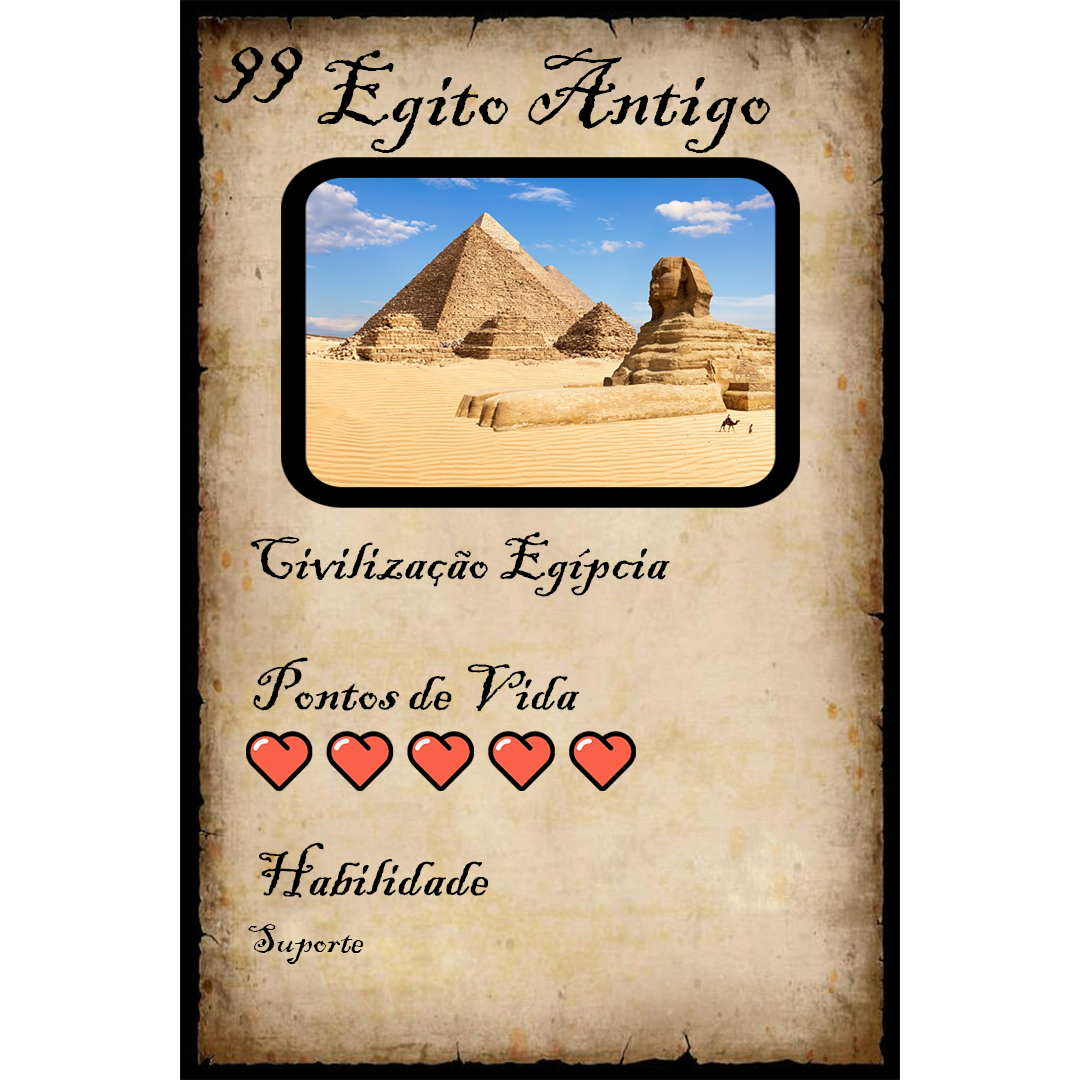 99 Egito Antigo
Civilização Egípcia
Pontos de Vida
Habilidade
Suporte